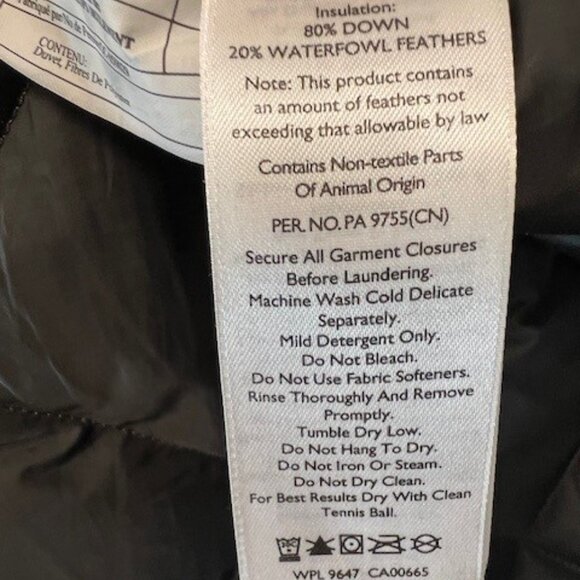 CONTENU:
Insulation:
80% DOWN
20% WATERFOWL FEATHERS
Note: This product contains
an amount of feathers not
exceeding that allowable by law
Contains Non-textile Parts
Of Animal Origin
PER. NO. PA 9755(CN)
Secure All Garment Closures
Before Laundering.
Machine Wash Cold Delicate
Separately.
Mild Detergent Only.
Do Not Bleach.
Do Not Use Fabric Softeners.
Rinse Thoroughly And Remove
Promptly.
Tumble Dry Low.
Do Not Hang To Dry.
Do Not Iron Or Steam.
Do Not Dry Clean.
For Best Results Dry With Clean
Tennis Ball.
WPL 9647 CA00665